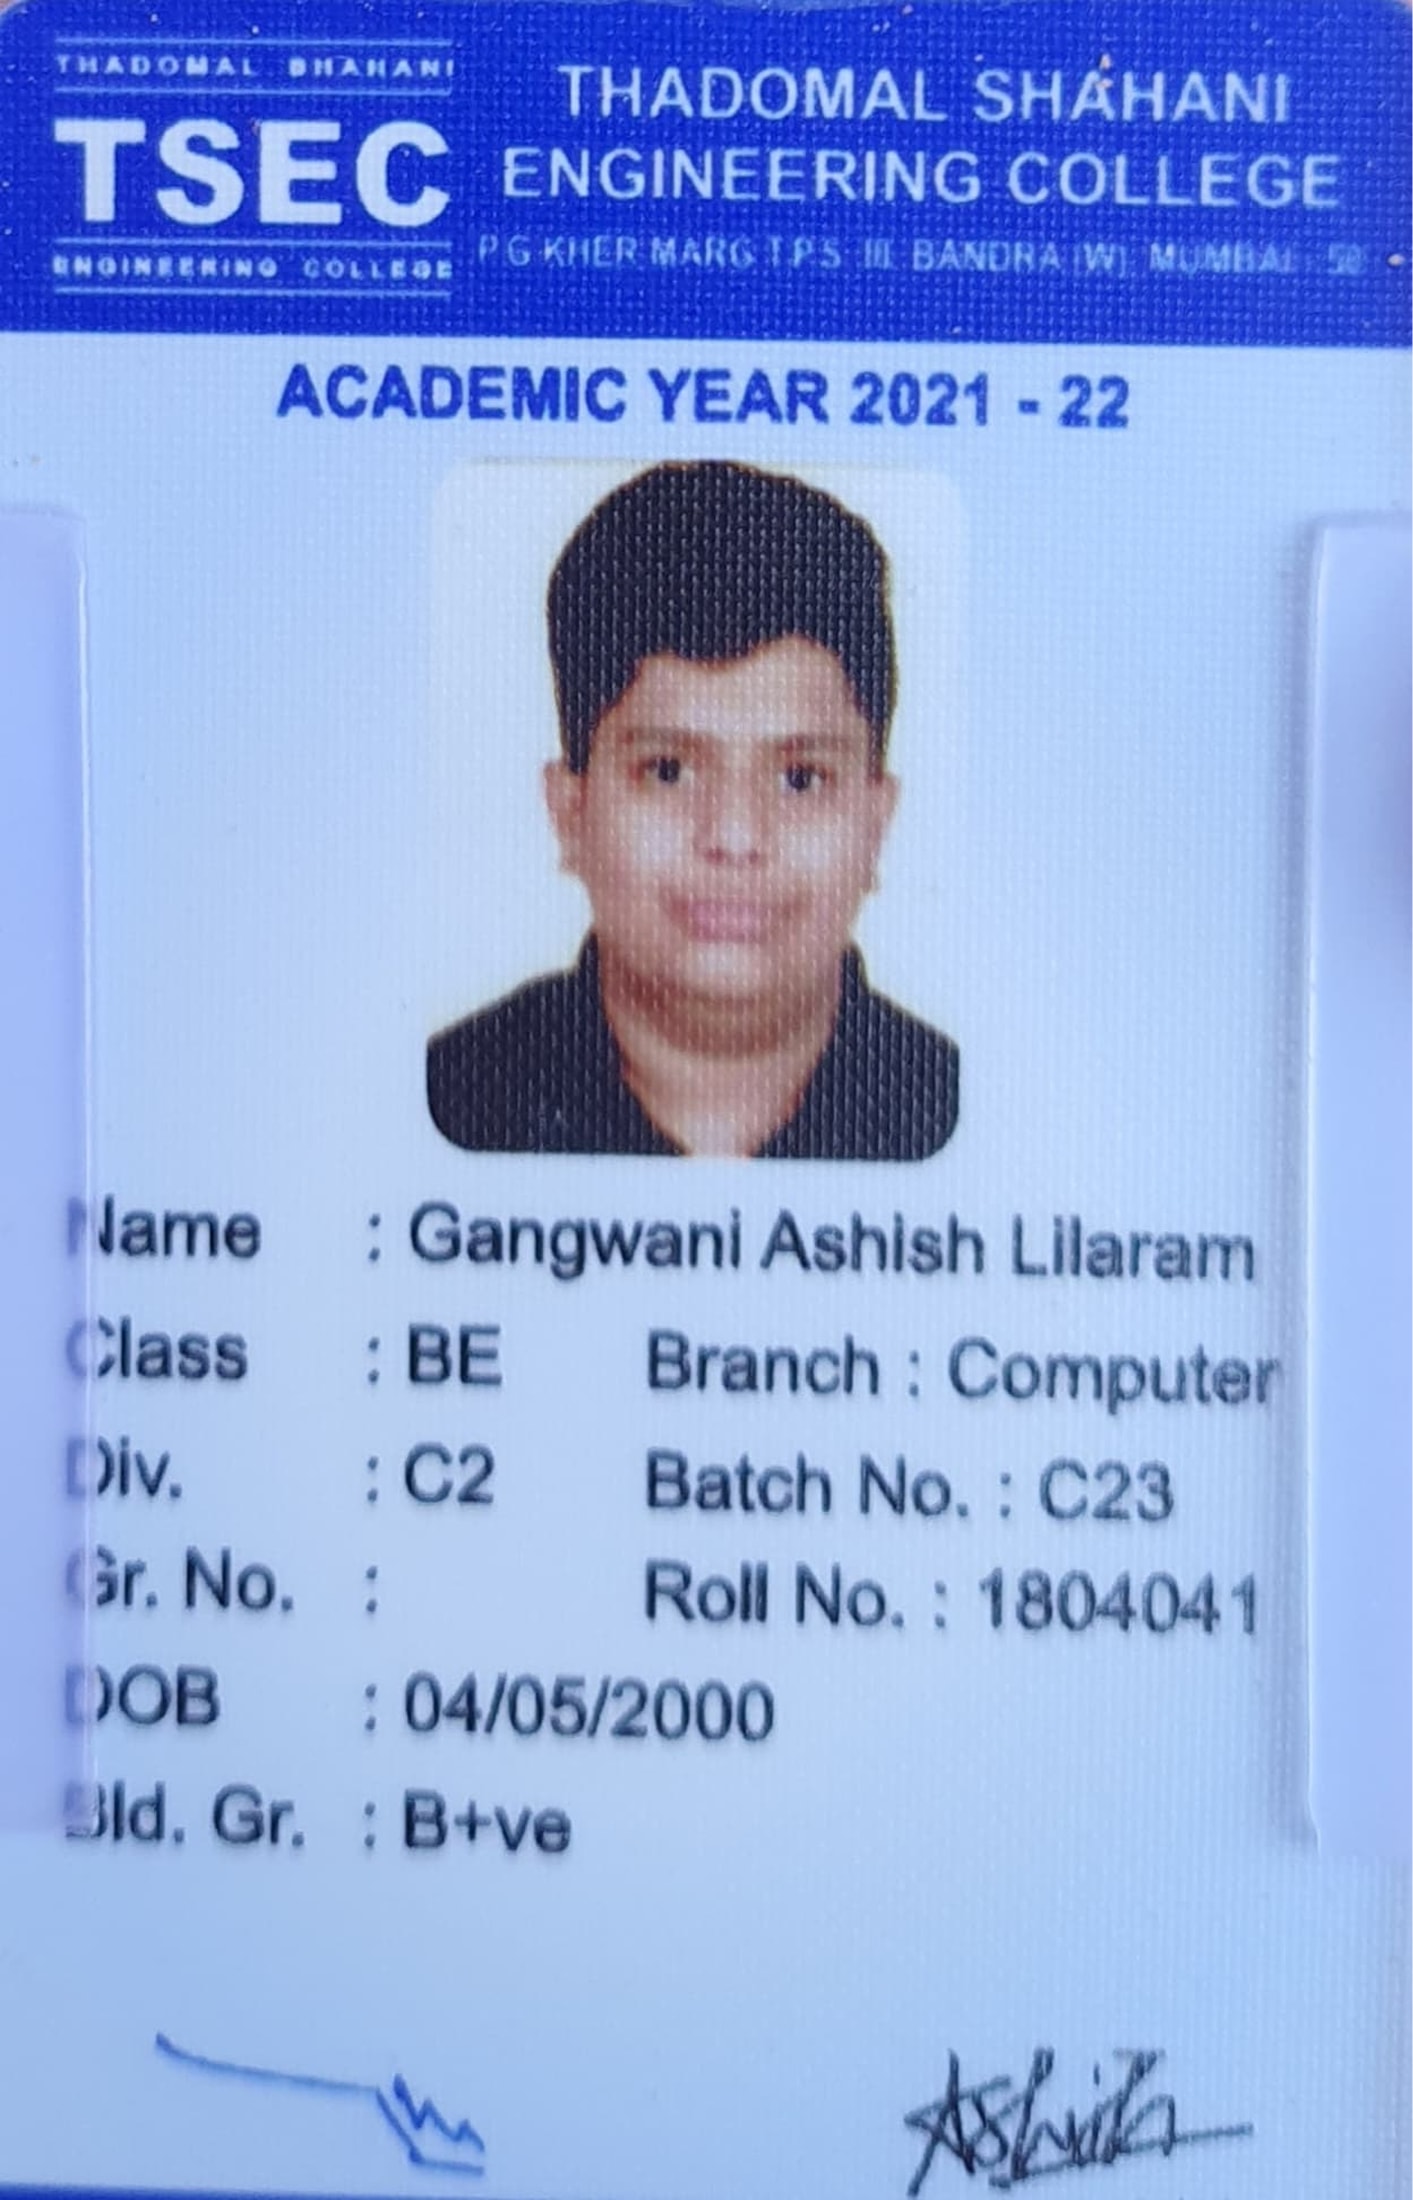 THADOMAL SHAHANI
TSEC
ENGINEERING COLLEGE
THADOMAL SHAHANI
ENGINEERING COLLEGE
P G KHER MARG T.P.S III, BANDRA (W), MUMBAI - 50
ACADEMIC YEAR 2021 - 22
Name : Gangwani Ashish Lilaram
Class : BE Branch : Computer
Div. : C2 Batch No. : C23
Gr. No. : Roll No. : 1804041
DOB : 04/05/2000
Bld. Gr. : B+ve
Ashish